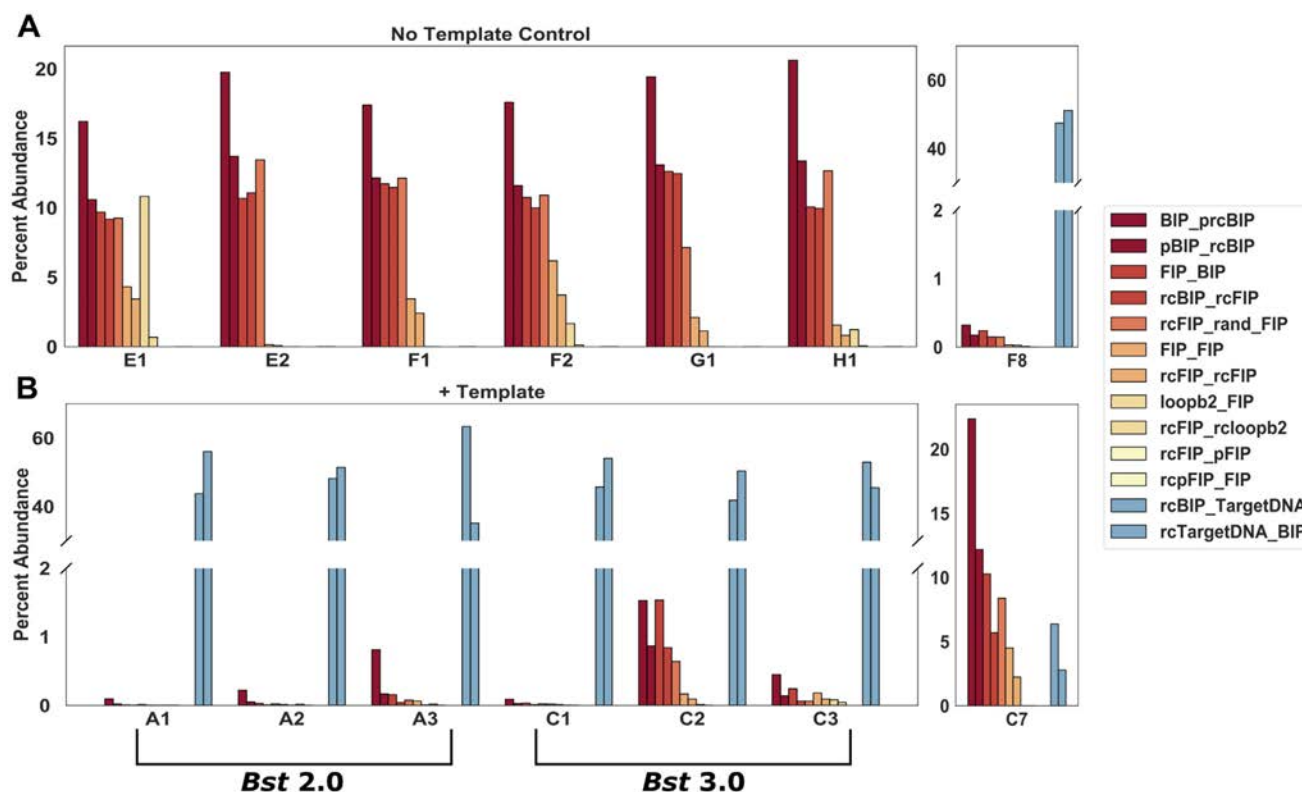 A
No Template Control
Percent Abundance
20
15
10
5
0
E1
E2
F1
F2
G1
H1
60
40
2
1
0
F8
BIP_prcBIP
pBIP_rcBIP
FIP_BIP
rcBIP_rcFIP
rcFIP_rand_FIP
FIP_FIP
rcFIP_rcFIP
loopb2_FIP
rcFIP_rcloopb2
rcFIP_pFIP
rcpFIP_FIP
rcBIP_TargetDNA
rcTargetDNA_BIP
B
+ Template
Percent Abundance
60
40
2
1
0
A1
A2
A3
C1
C2
C3
20
15
10
5
0
C7
Bst 2.0
Bst 3.0